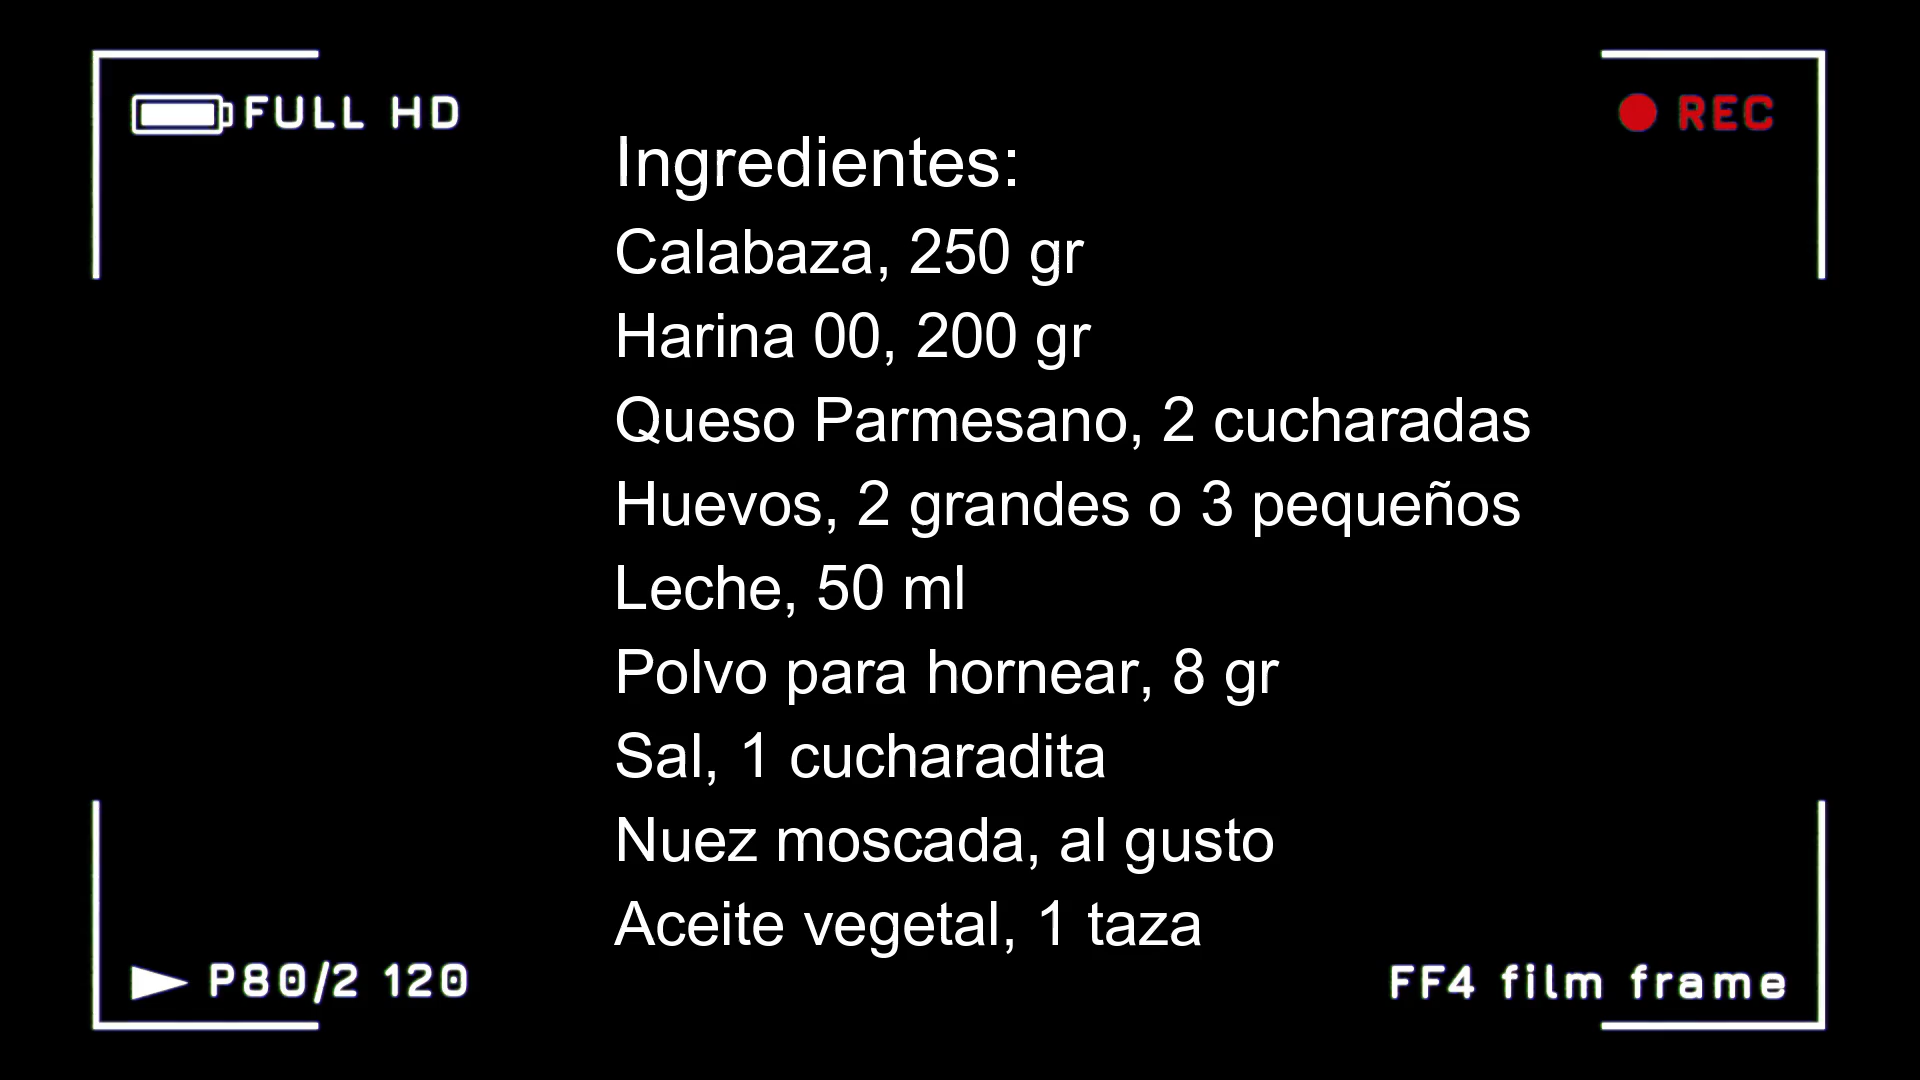 FULL HD
REC
Ingredientes:
Calabaza, 250 gr
Harina 00, 200 gr
Queso Parmesano, 2 cucharadas
Huevos, 2 grandes o 3 pequeños
Leche, 50 ml
Polvo para hornear, 8 gr
Sal, 1 cucharadita
Nuez moscada, al gusto
Aceite vegetal, 1 taza
P80/2 120
FF4 film frame